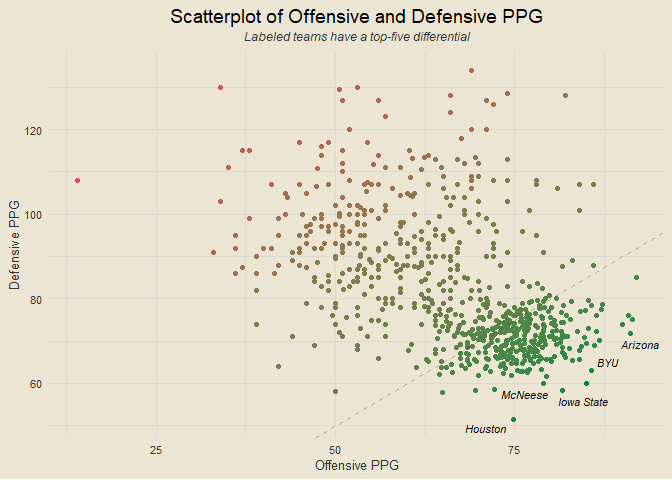 Scatterplot of Offensive and Defensive PPG
Labeled teams have a top-five differential
120
100
80
60
Defensive PPG
Arizona
BYU
McNeese
Iowa State
Houston
25
50
75
Offensive PPG